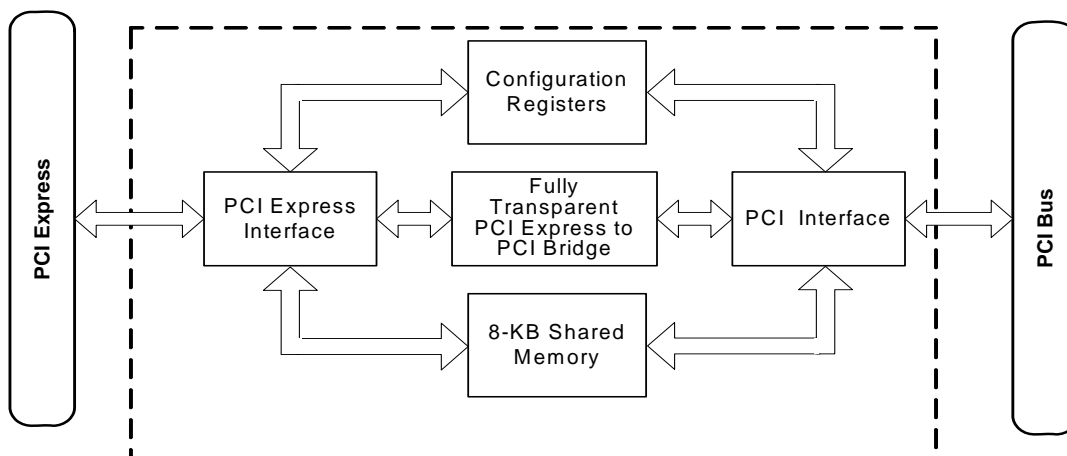 PCI Express
Configuration
Registers
PCI Express
Interface
Fully
Transparent
PCI Express to
PCI Bridge
PCI Interface
8-KB Shared
Memory
PCI Bus